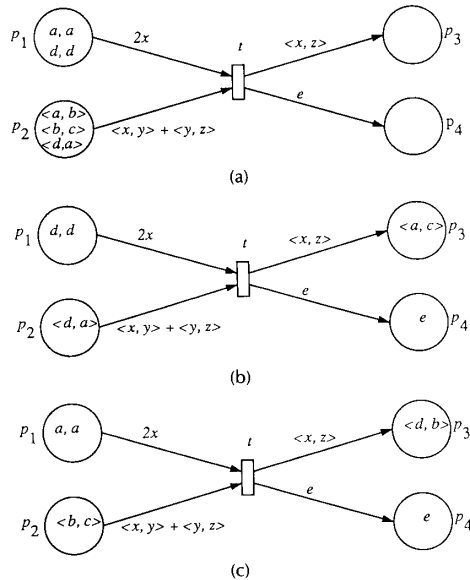 p1 a, a d, d 2x t <x, z> p3
p2 <a, b> <b, c> <d,a> <x, y> + <y, z> e p4
(a)
p1 d, d 2x t <x, z> <a, c> p3
p2 <d, a> <x, y> + <y, z> e e p4
(b)
p1 a, a 2x t <x, z> <d, b> p3
p2 <b, c> <x, y> + <y, z> e e p4
(c)